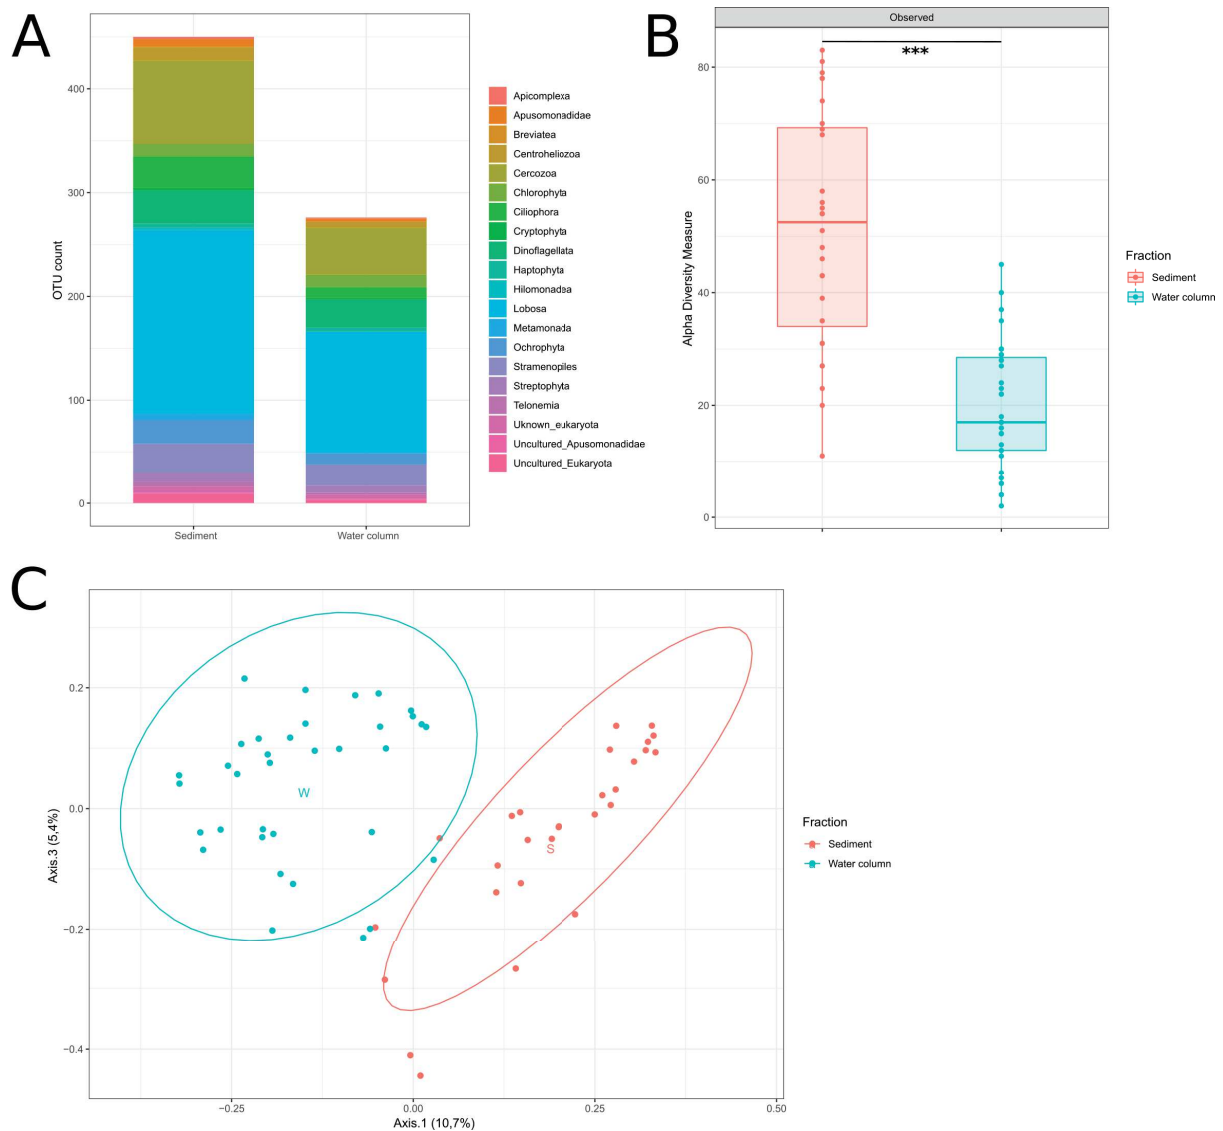 A
OTU count
400
300
200
100
0
Sediment
Water column
Apicomplexa
Apusomonadidae
Breviatea
Centroheliozoa
Cercozoa
Chlorophyta
Ciliophora
Cryptophyta
Dinoflagellata
Haptophyta
Hilomonadea
Lobosa
Metamonada
Ochrophyta
Stramenopiles
Streptophyta
Telonemia
Uknown_eukaryota
Uncultured_Apusomonadidae
Uncultured_Eukaryota
B
Observed
***
Alpha Diversity Measure
80
60
40
20
0
Fraction
Sediment
Water column
C
Axis.3 (5,4%)
0.2
0.0
−0.2
−0.4
W
S
−0.25
0.00
0.25
0.50
Axis.1 (10,7%)
Fraction
Sediment
Water column